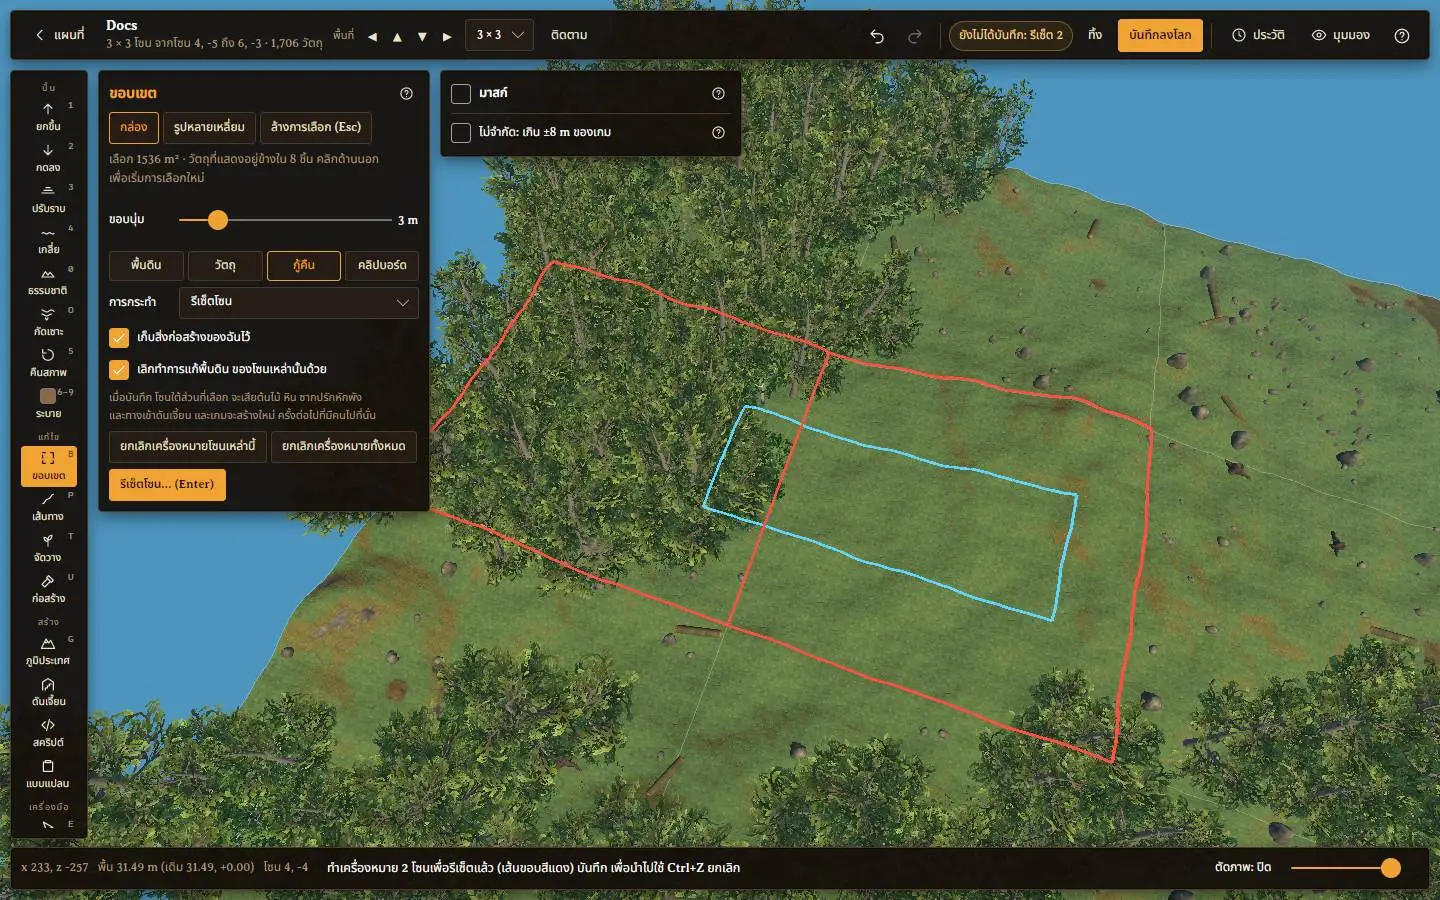 แผนที่
Docs
3 × 3 โซน จากโซน 4, -5 ถึง 6, -3 · 1,706 วัตถุ
พื้นที่
3 × 3
ติดตาม
ยังไม่ได้บันทึก: รีเซ็ต 2
ทิ้ง
บันทึกลงโลก
ประวัติ
มุมมอง
ปั้น
1
ยกขึ้น
2
กดลง
3
ปรับราบ
4
เกลี่ย
ธรรมชาติ
กัดเซาะ
5
คืนสภาพ
6–9
ระบาย
แก้ไข
B
ขอบเขต
P
เส้นทาง
T
จัดวาง
U
ก่อสร้าง
สร้าง
G
ภูมิประเทศ
ดันเจี้ยน
สคริปต์
แบบแปลน
เครื่องมือ
E
ขอบเขต
กล่อง
รูปหลายเหลี่ยม
ล้างการเลือก (Esc)
เลือก 1536 m² · วัตถุที่แสดงอยู่ข้างใน 8 ชิ้น คลิกด้านนอก
เพื่อเริ่มการเลือกใหม่
ขอบนุ่ม
3 m
พื้นดิน
วัตถุ
กู้คืน
คลิปบอร์ด
การกระทำ
รีเซ็ตโซน
เก็บสิ่งก่อสร้างของฉันไว้
เลิกทำการแก้พื้นดิน ของโซนเหล่านั้นด้วย
เมื่อบันทึก โซนใต้ส่วนที่เลือก จะเสียต้นไม้ หิน ซากปรักหักพัง
และทางเข้าดันเจี้ยน และเกมจะสร้างใหม่ ครั้งต่อไปที่มีคนไปที่นั่น
ยกเลิกเครื่องหมายโซนเหล่านี้
ยกเลิกเครื่องหมายทั้งหมด
รีเซ็ตโซน... (Enter)
มาสก์
ไม่จำกัด: เกิน ±8 m ของเกม
x 233, z -257
พื้น 31.49 m (เดิม 31.49, +0.00)
โซน 4, -4
ทำเครื่องหมาย 2 โซนเพื่อรีเซ็ตแล้ว (เส้นขอบสีแดง) บันทึก เพื่อนำไปใช้ Ctrl+Z ยกเลิก
ตัดภาพ: ปิด